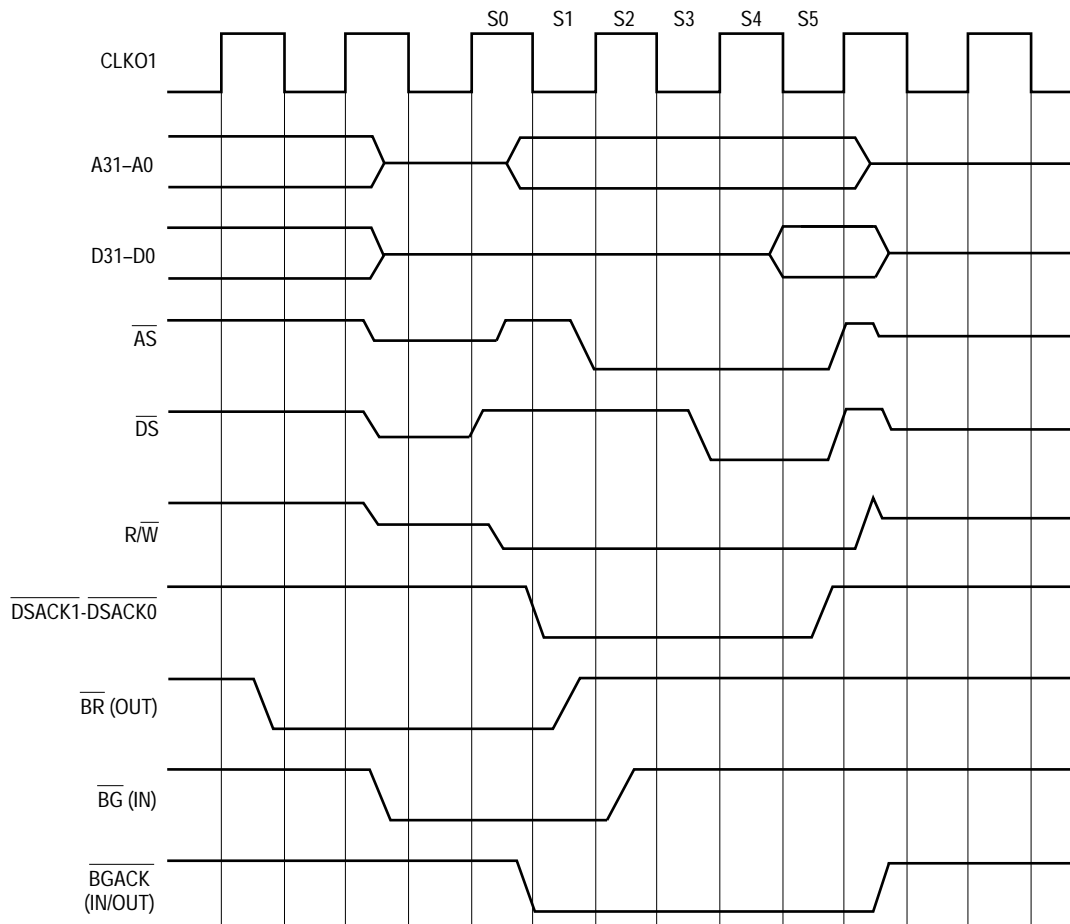 S0 S1 S2 S3 S4 S5
CLKO1
A31–A0
D31–D0
AS
DS
R/W
DSACK1-DSACK0
BR (OUT)
BG (IN)
BGACK
(IN/OUT)